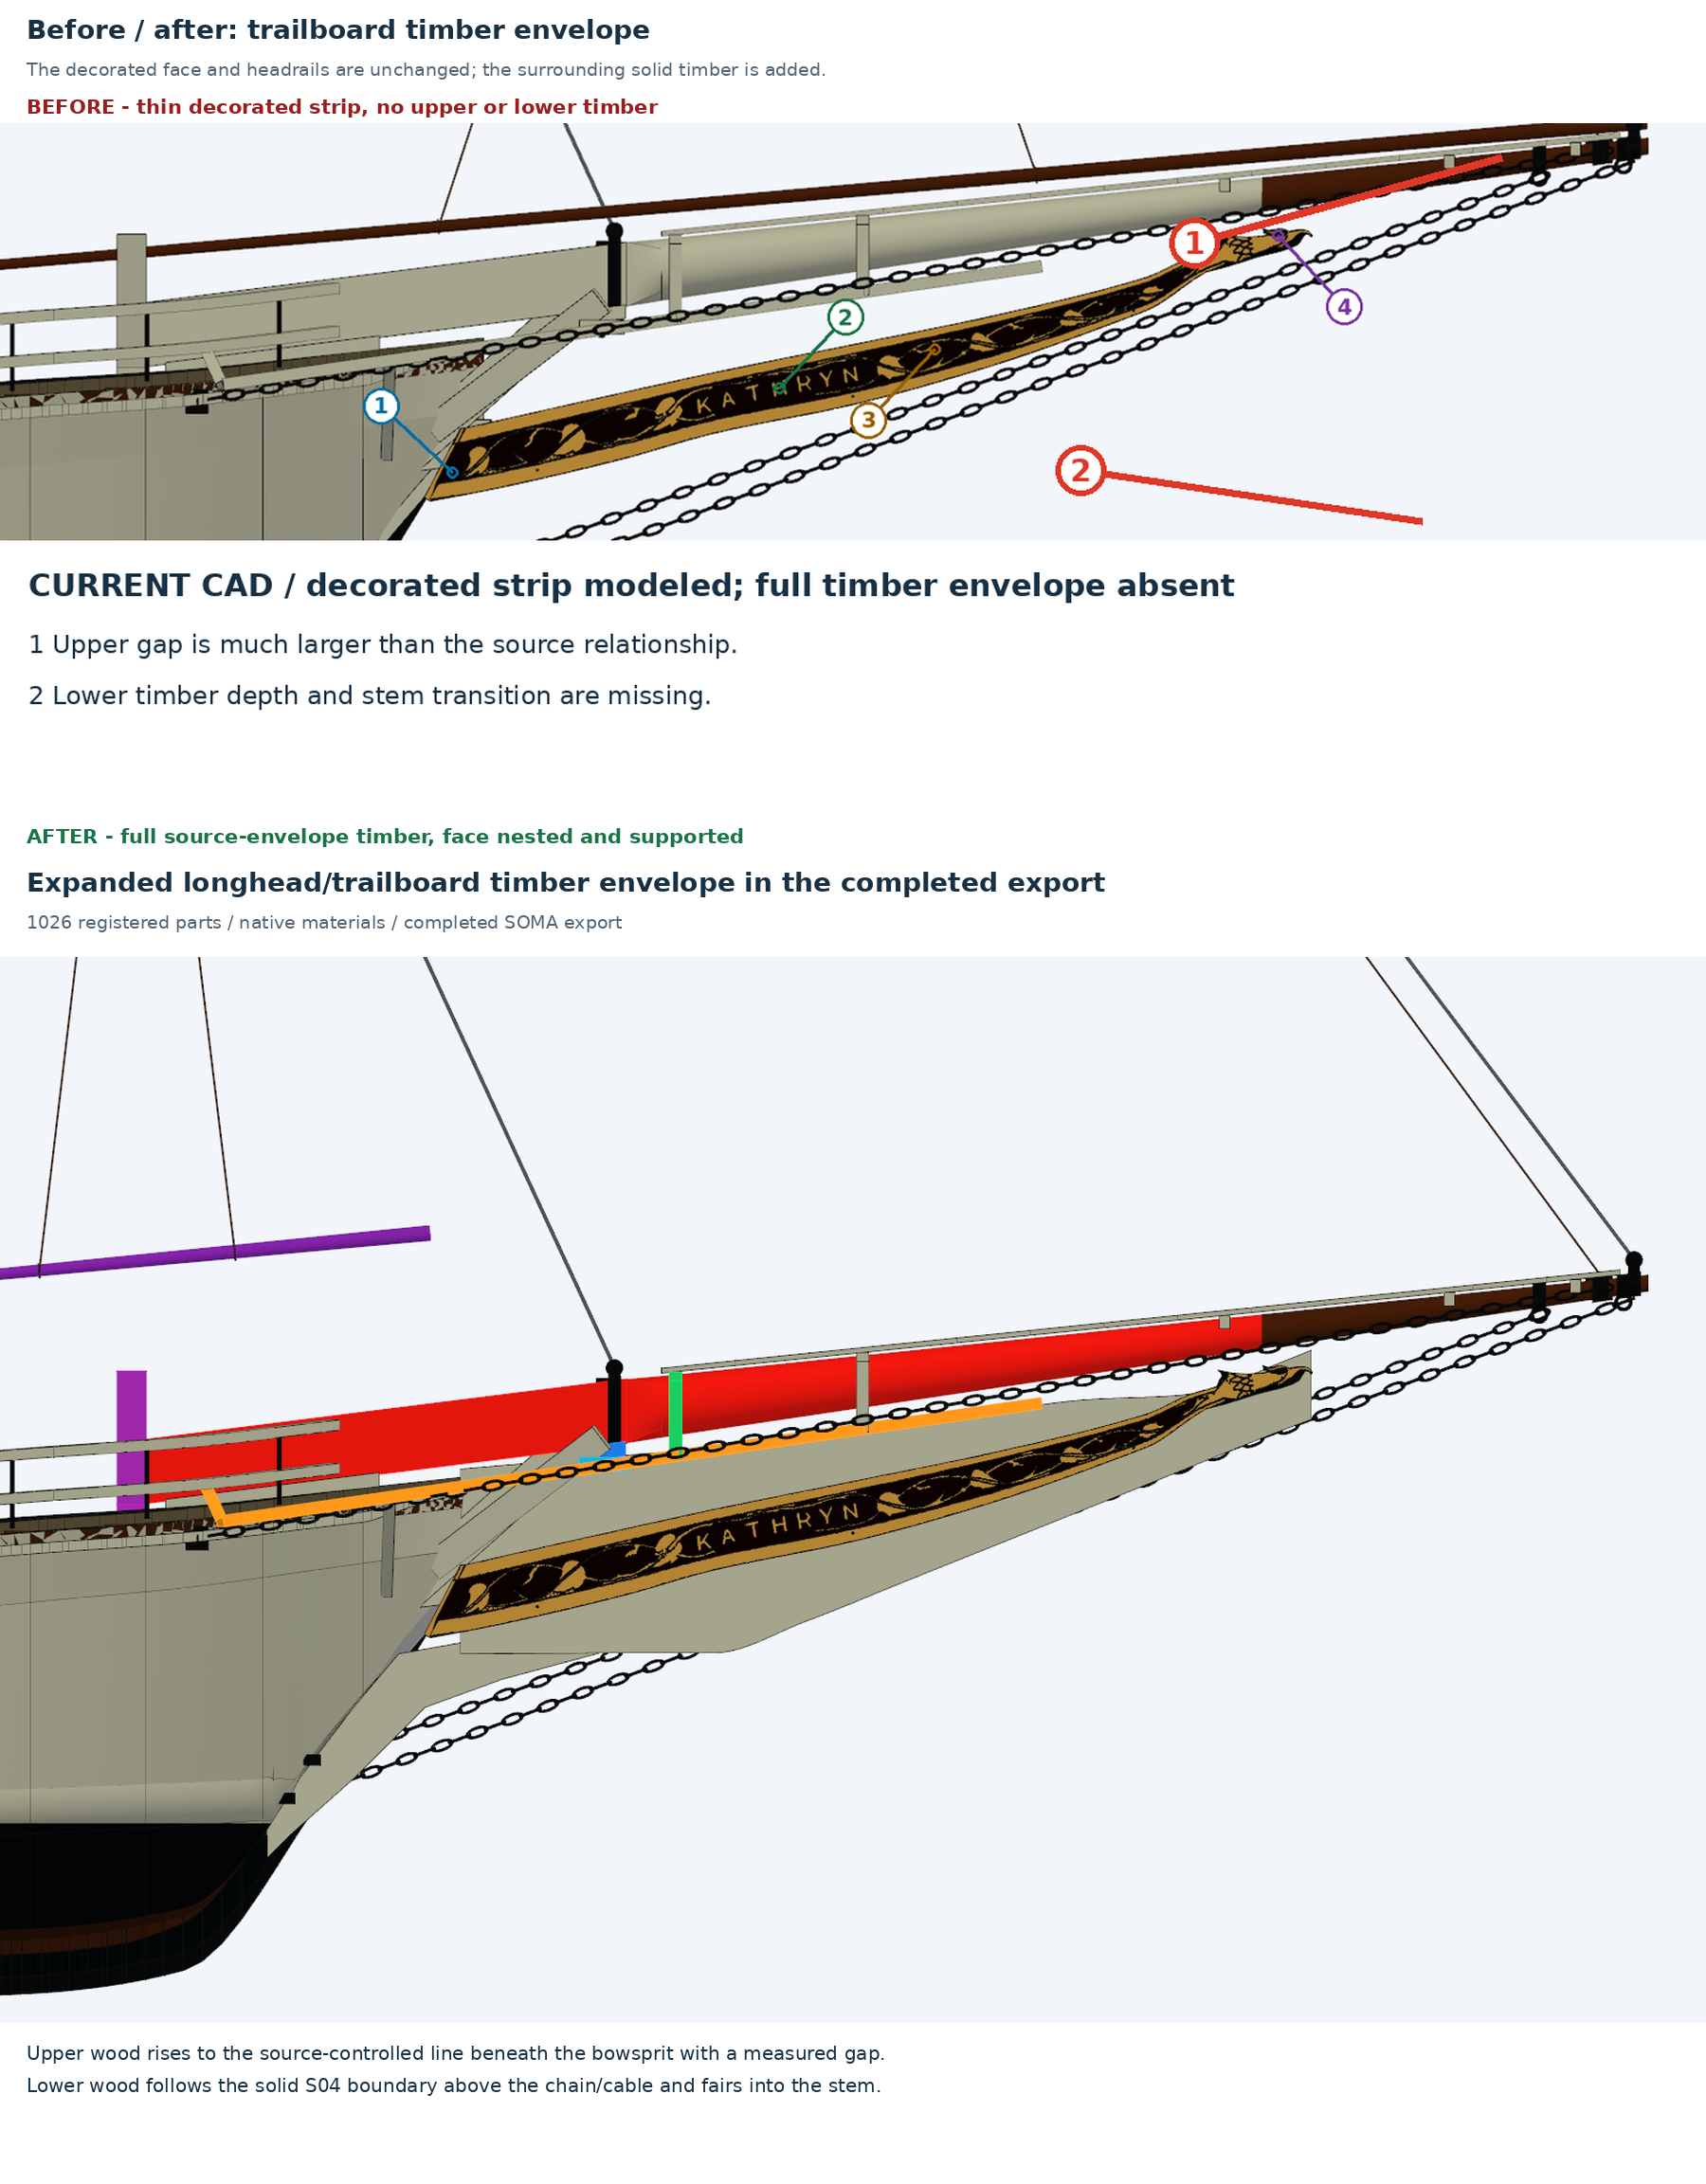 Before / after: trailboard timber envelope
The decorated face and headrails are unchanged; the surrounding solid timber is added.
BEFORE - thin decorated strip, no upper or lower timber
1
4
2
1
KATHRYN
3
2
CURRENT CAD / decorated strip modeled; full timber envelope absent
1 Upper gap is much larger than the source relationship.
2 Lower timber depth and stem transition are missing.
AFTER - full source-envelope timber, face nested and supported
Expanded longhead/trailboard timber envelope in the completed export
1026 registered parts / native materials / completed SOMA export
KATHRYN
Upper wood rises to the source-controlled line beneath the bowsprit with a measured gap.
Lower wood follows the solid S04 boundary above the chain/cable and fairs into the stem.